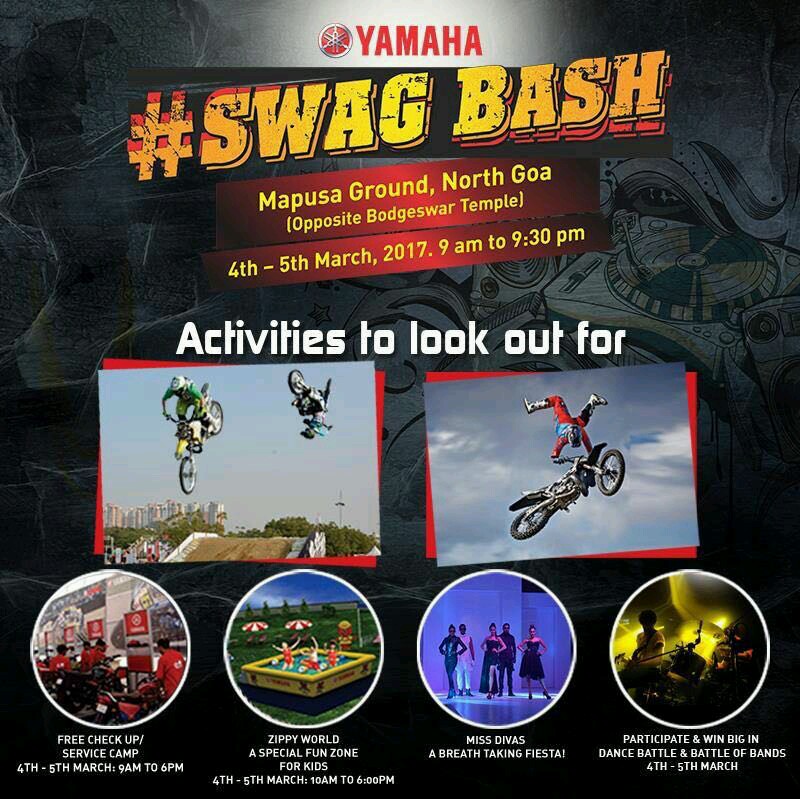 YAMAHA
#SWAG BASH
Mapusa Ground, North Goa
(Opposite Bodgeswar Temple)
4th – 5th March, 2017. 9 am to 9:30 pm
Activities to look out for
YAMAHA
FREE CHECK UP/
SERVICE CAMP
4TH - 5TH MARCH: 9AM TO 6PM
ZIPPY WORLD
A SPECIAL FUN ZONE
FOR KIDS
4TH - 5TH MARCH: 10AM TO 6:00PM
MISS DIVAS
A BREATH TAKING FIESTA!
PARTICIPATE & WIN BIG IN
DANCE BATTLE & BATTLE OF BANDS
4TH - 5TH MARCH